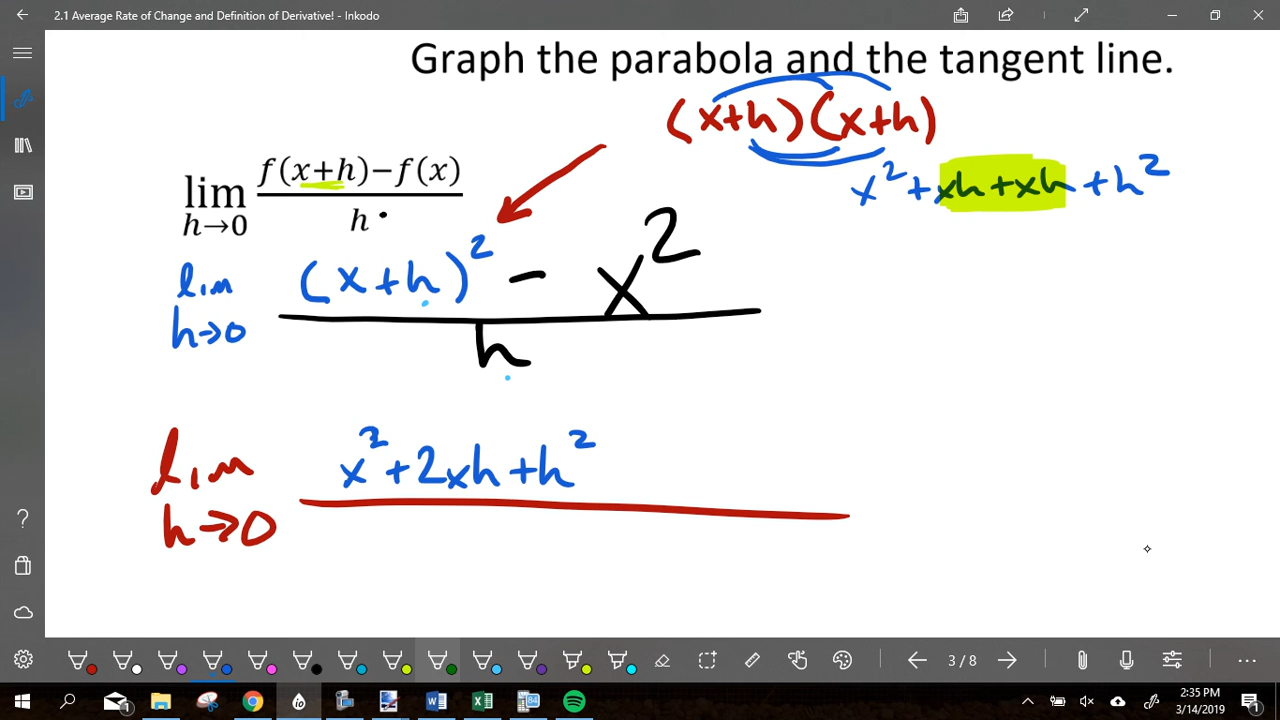 2.1 Average Rate of Change and Definition of Derivative! - Inkodo
Graph the parabola and the tangent line.
(x+h)(x+h)
x² + xh + xh + h²
lim h→0 f(x+h)−f(x) / h
lim h→0 (x+h)² − x² / h
lim h→0 x² + 2xh + h²
3 / 8
2:35 PM
3/14/2019